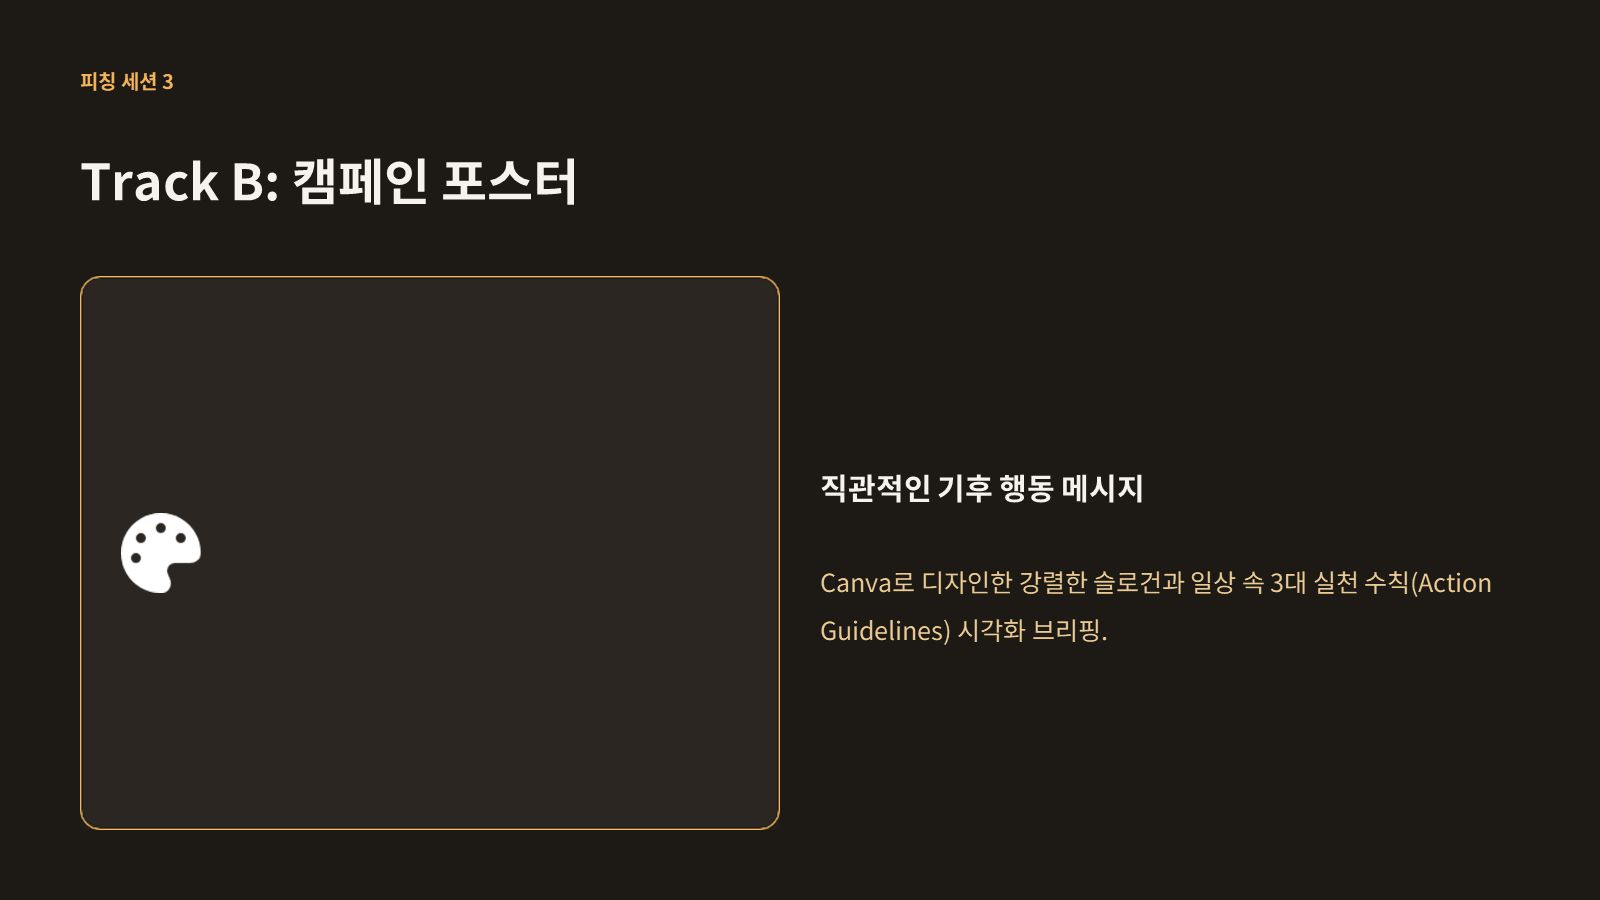 피칭 세션 3
Track B: 캠페인 포스터
직관적인 기후 행동 메시지
Canva로 디자인한 강렬한 슬로건과 일상 속 3대 실천 수칙(Action
Guidelines) 시각화 브리핑.